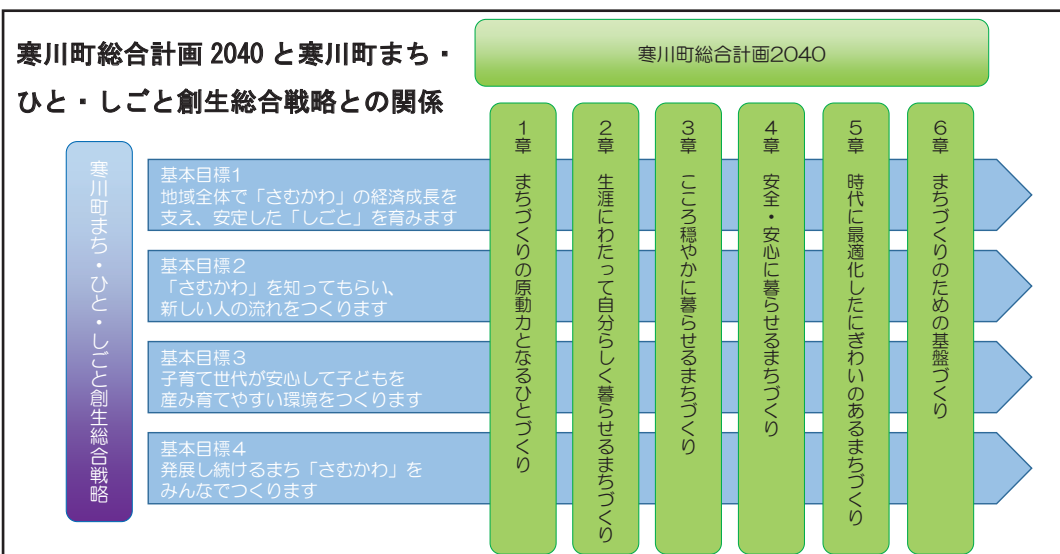 寒川町総合計画 2040 と寒川町まち・
ひと・しごと創生総合戦略との関係
寒川町総合計画2040
寒川町まち・ひと・しごと創生総合戦略
基本目標1
地域全体で「さむかわ」の経済成長を
支え、安定した「しごと」を育みます
基本目標2
「さむかわ」を知ってもらい、
新しい人の流れをつくります
基本目標3
子育て世代が安心して子どもを
産み育てやすい環境をつくります
基本目標4
発展し続けるまち「さむかわ」を
みんなでつくります
1章 まちづくりの原動力となるひとづくり
2章 生涯にわたって自分らしく暮らせるまちづくり
3章 こころ穏やかに暮らせるまちづくり
4章 安全・安心に暮らせるまちづくり
5章 時代に最適化したにぎわいのあるまちづくり
6章 まちづくりのための基盤づくり